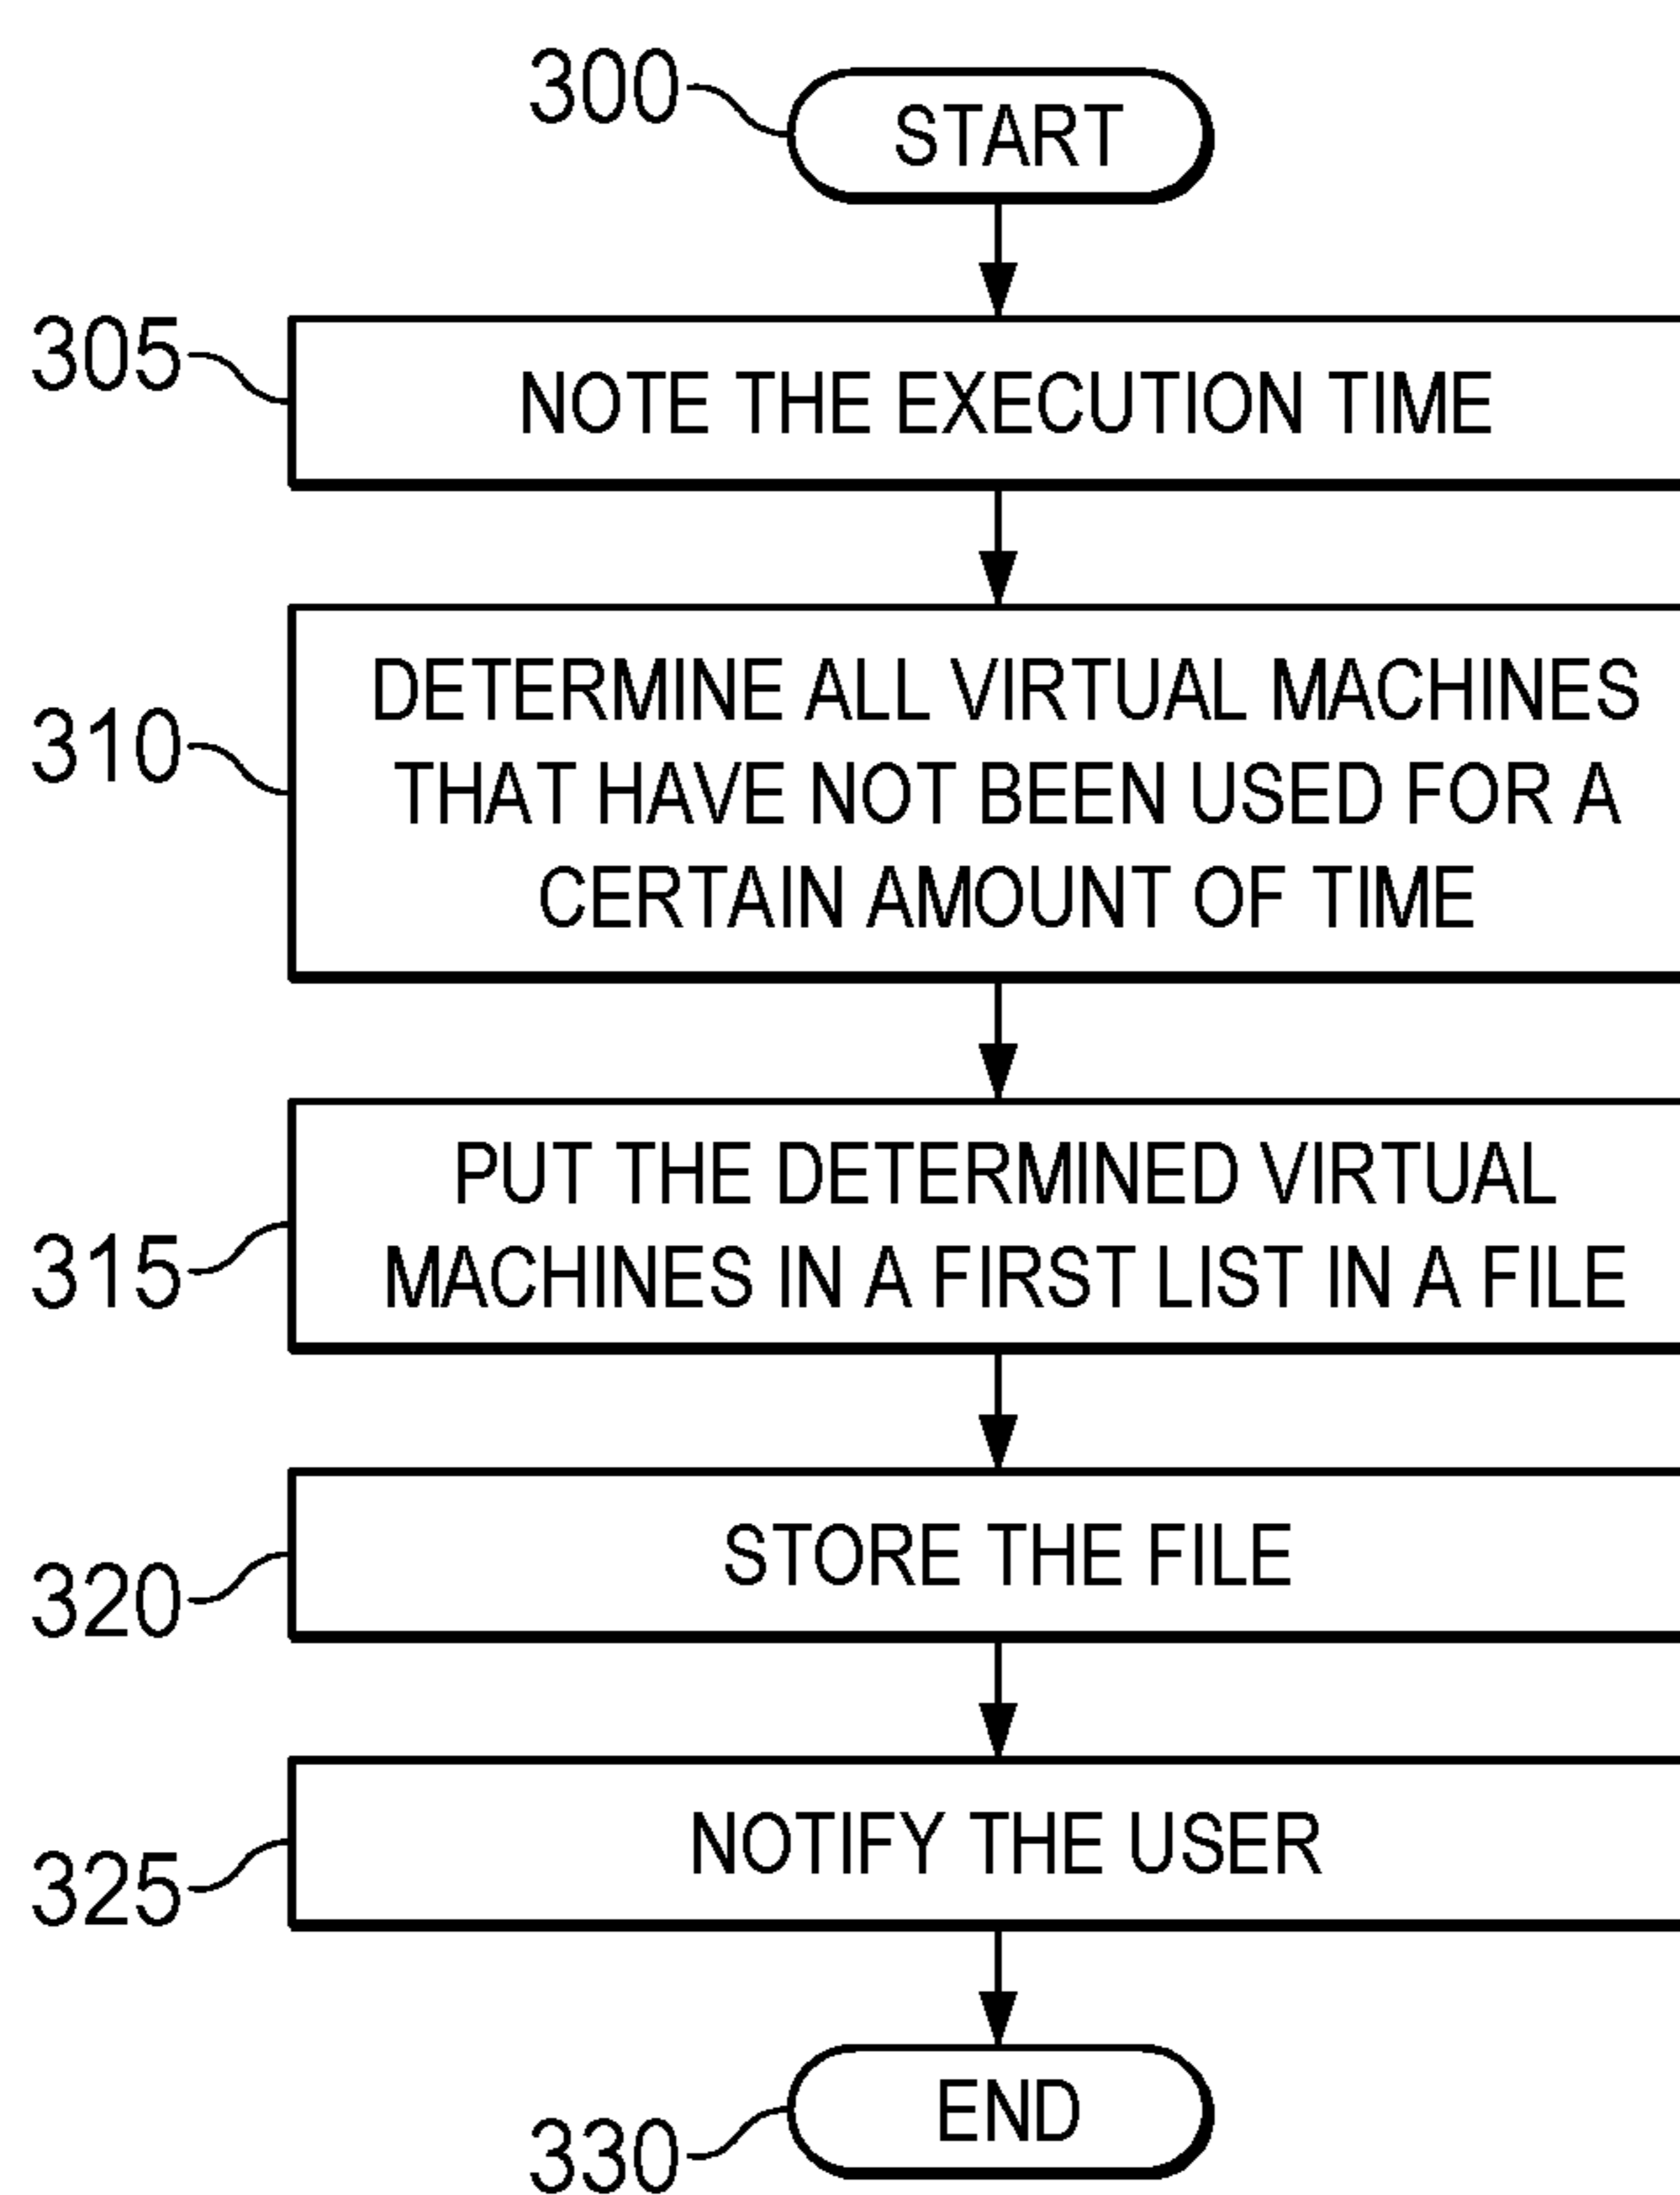 300
START
305
NOTE THE EXECUTION TIME
310
DETERMINE ALL VIRTUAL MACHINES
THAT HAVE NOT BEEN USED FOR A
CERTAIN AMOUNT OF TIME
315
PUT THE DETERMINED VIRTUAL
MACHINES IN A FIRST LIST IN A FILE
320
STORE THE FILE
325
NOTIFY THE USER
330
END